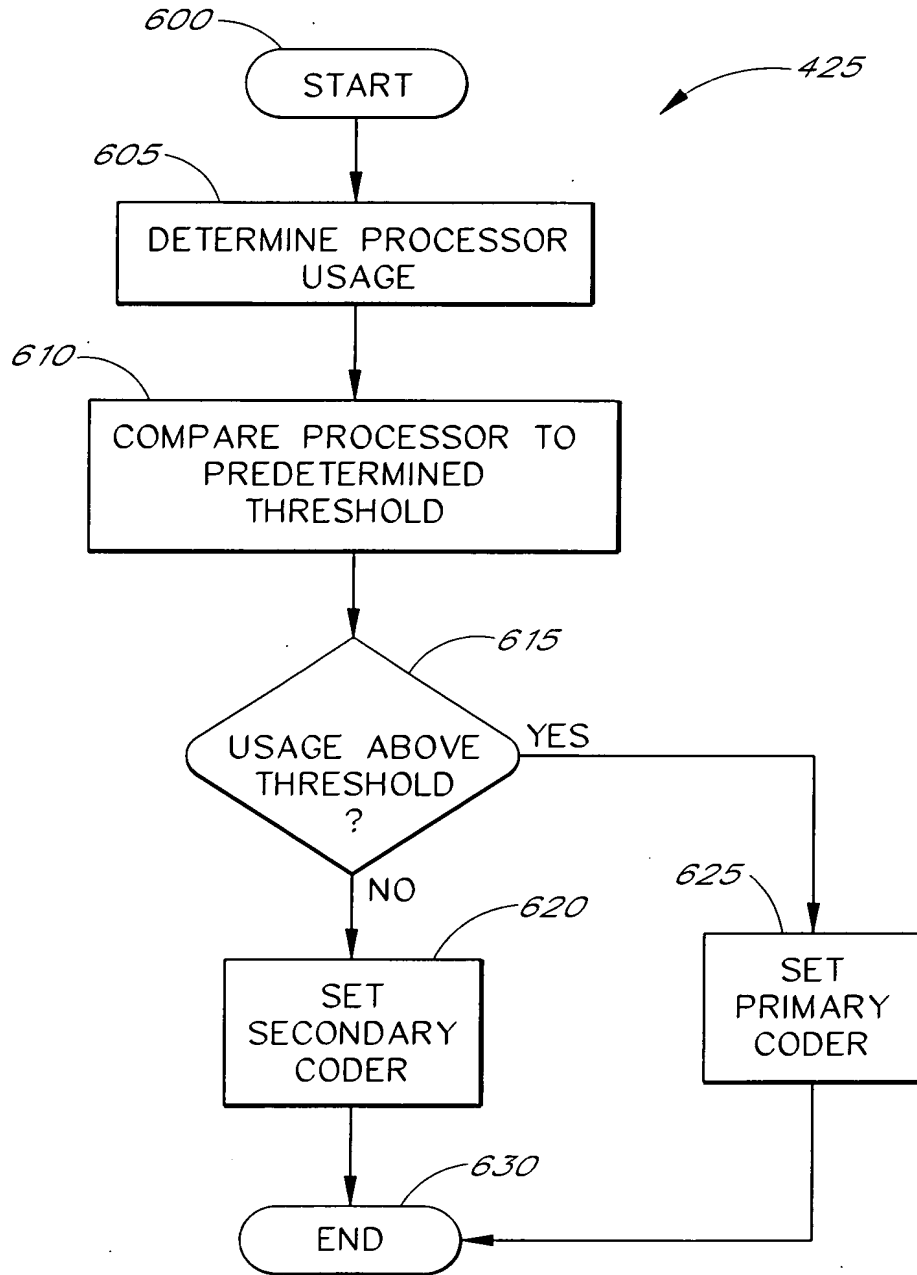 600
START
425
605
DETERMINE PROCESSOR
USAGE
610
COMPARE PROCESSOR TO
PREDETERMINED
THRESHOLD
615
USAGE ABOVE
THRESHOLD
?
YES
NO
620
SET
SECONDARY
CODER
625
SET
PRIMARY
CODER
630
END